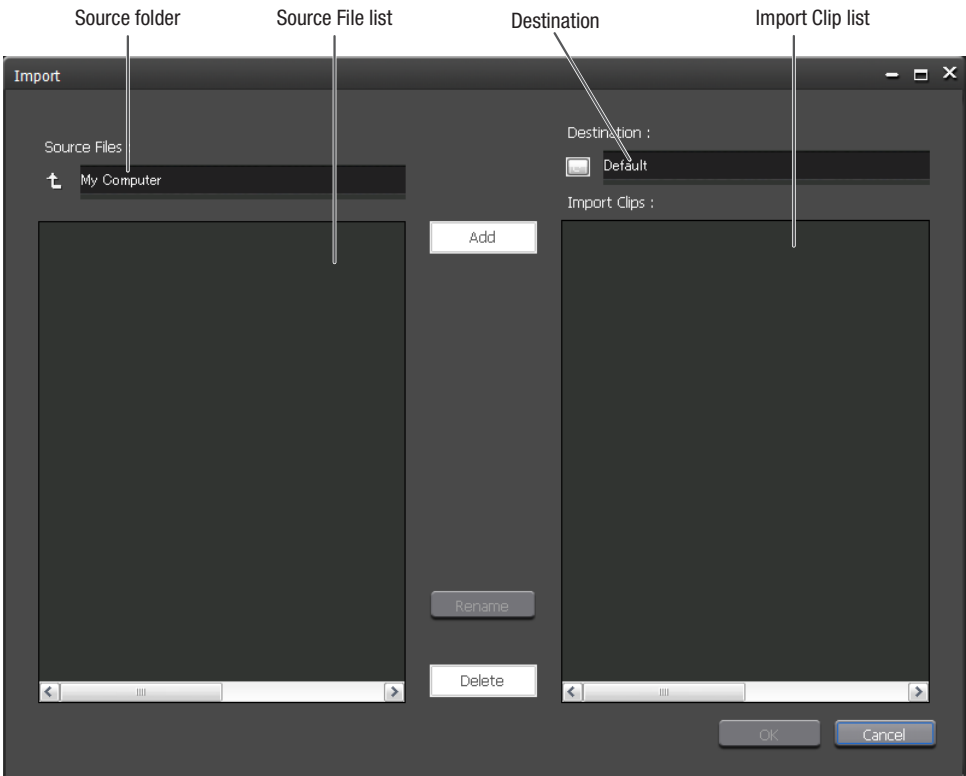 Source folder
Source File list
Destination
Import Clip list
Import
Source Files :
My Computer
Destination :
Default
Import Clips :
Add
Rename
Delete
OK
Cancel